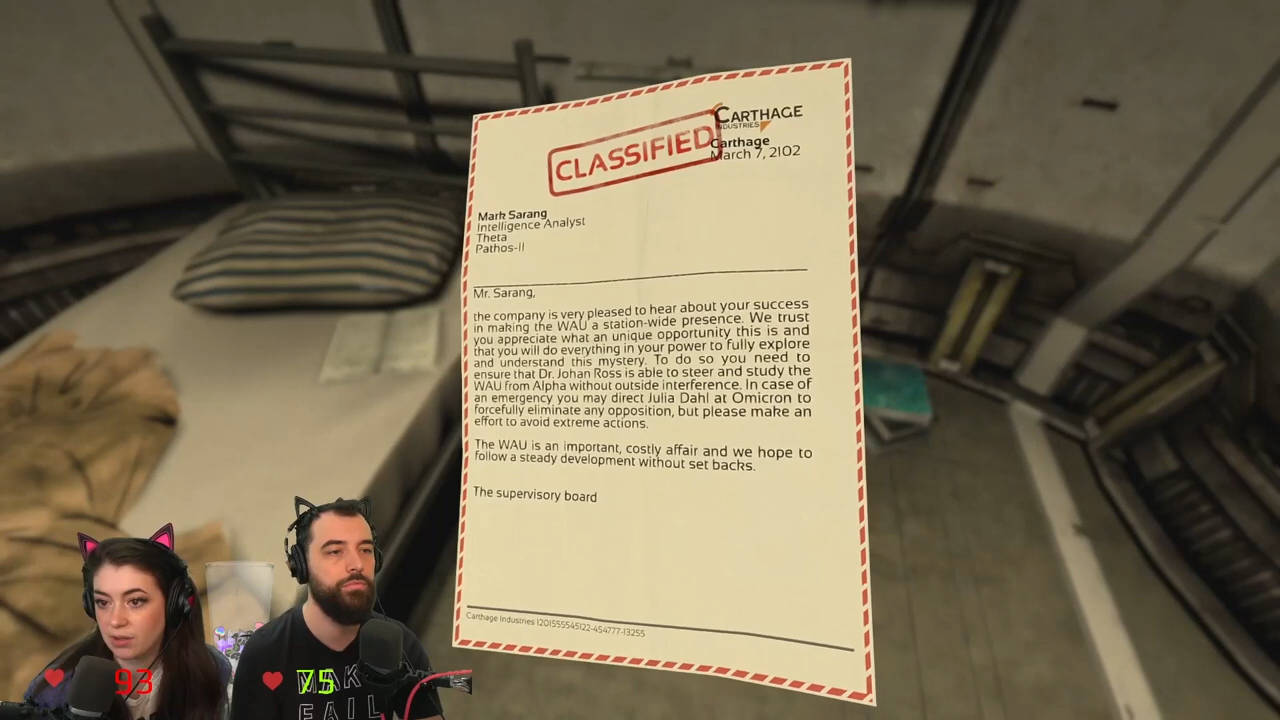 CARTHAGE
INDUSTRIES
CLASSIFIED
Carthage
March 7, 2102
Mark Sarang
Intelligence Analyst
Theta
Pathos-II
Mr. Sarang,
the company is very pleased to hear about your success
in making the WAU a station-wide presence. We trust
you appreciate what an unique opportunity this is and
that you will do everything in your power to fully explore
and understand this mystery. To do so you need to
ensure that Dr. Johan Ross is able to steer and study the
WAU from Alpha without outside interference. In case of
an emergency you may direct Julia Dahl at Omicron to
forcefully eliminate any opposition, but please make an
effort to avoid extreme actions.
The WAU is an important, costly affair and we hope to
follow a steady development without set backs.
The supervisory board
Carthage Industries 1201555545122-454777-13255
93
75
FAIL